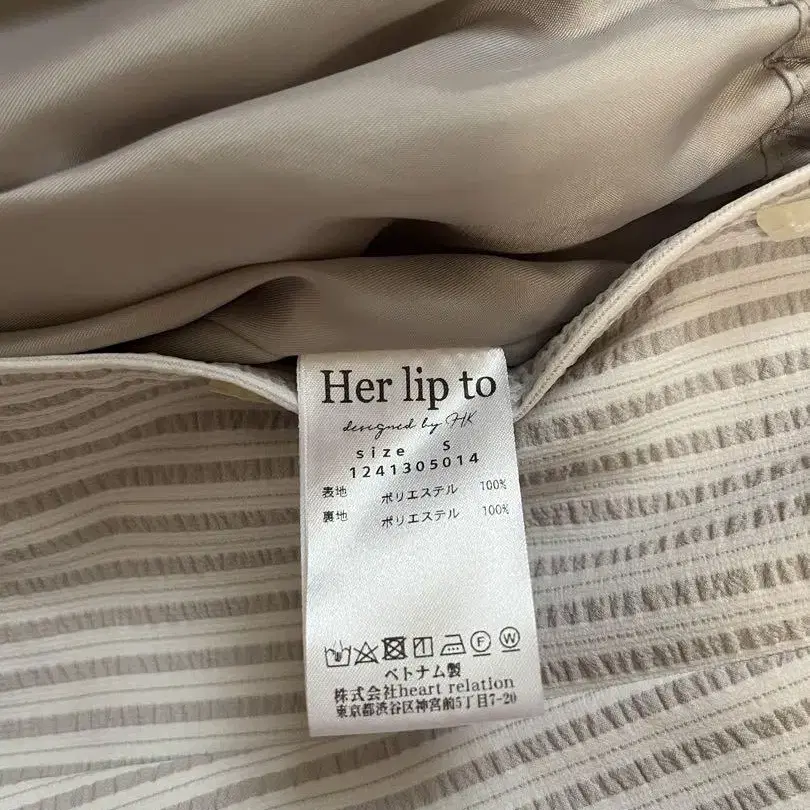 Her lip to
designed by HK
size S
1241305014
表地 ポリエステル 100%
裏地 ポリエステル 100%
F W
ベトナム製
株式会社heart relation
東京都渋谷区神宮前5丁目7-20